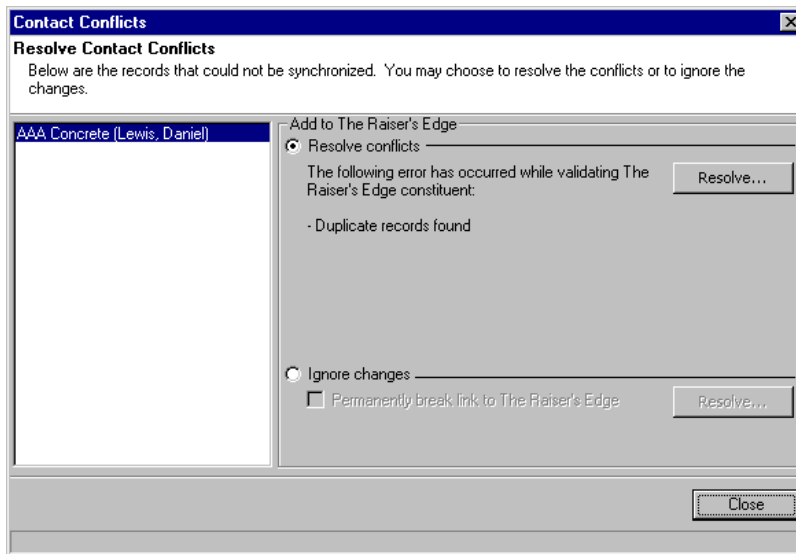 Contact Conflicts
Resolve Contact Conflicts
Below are the records that could not be synchronized. You may choose to resolve the conflicts or to ignore the
changes.
AAA Concrete (Lewis, Daniel)
Add to The Raiser's Edge
Resolve conflicts
The following error has occurred while validating The
Raiser's Edge constituent:
Resolve...
- Duplicate records found
Ignore changes
Permanently break link to The Raiser's Edge
Resolve...
Close